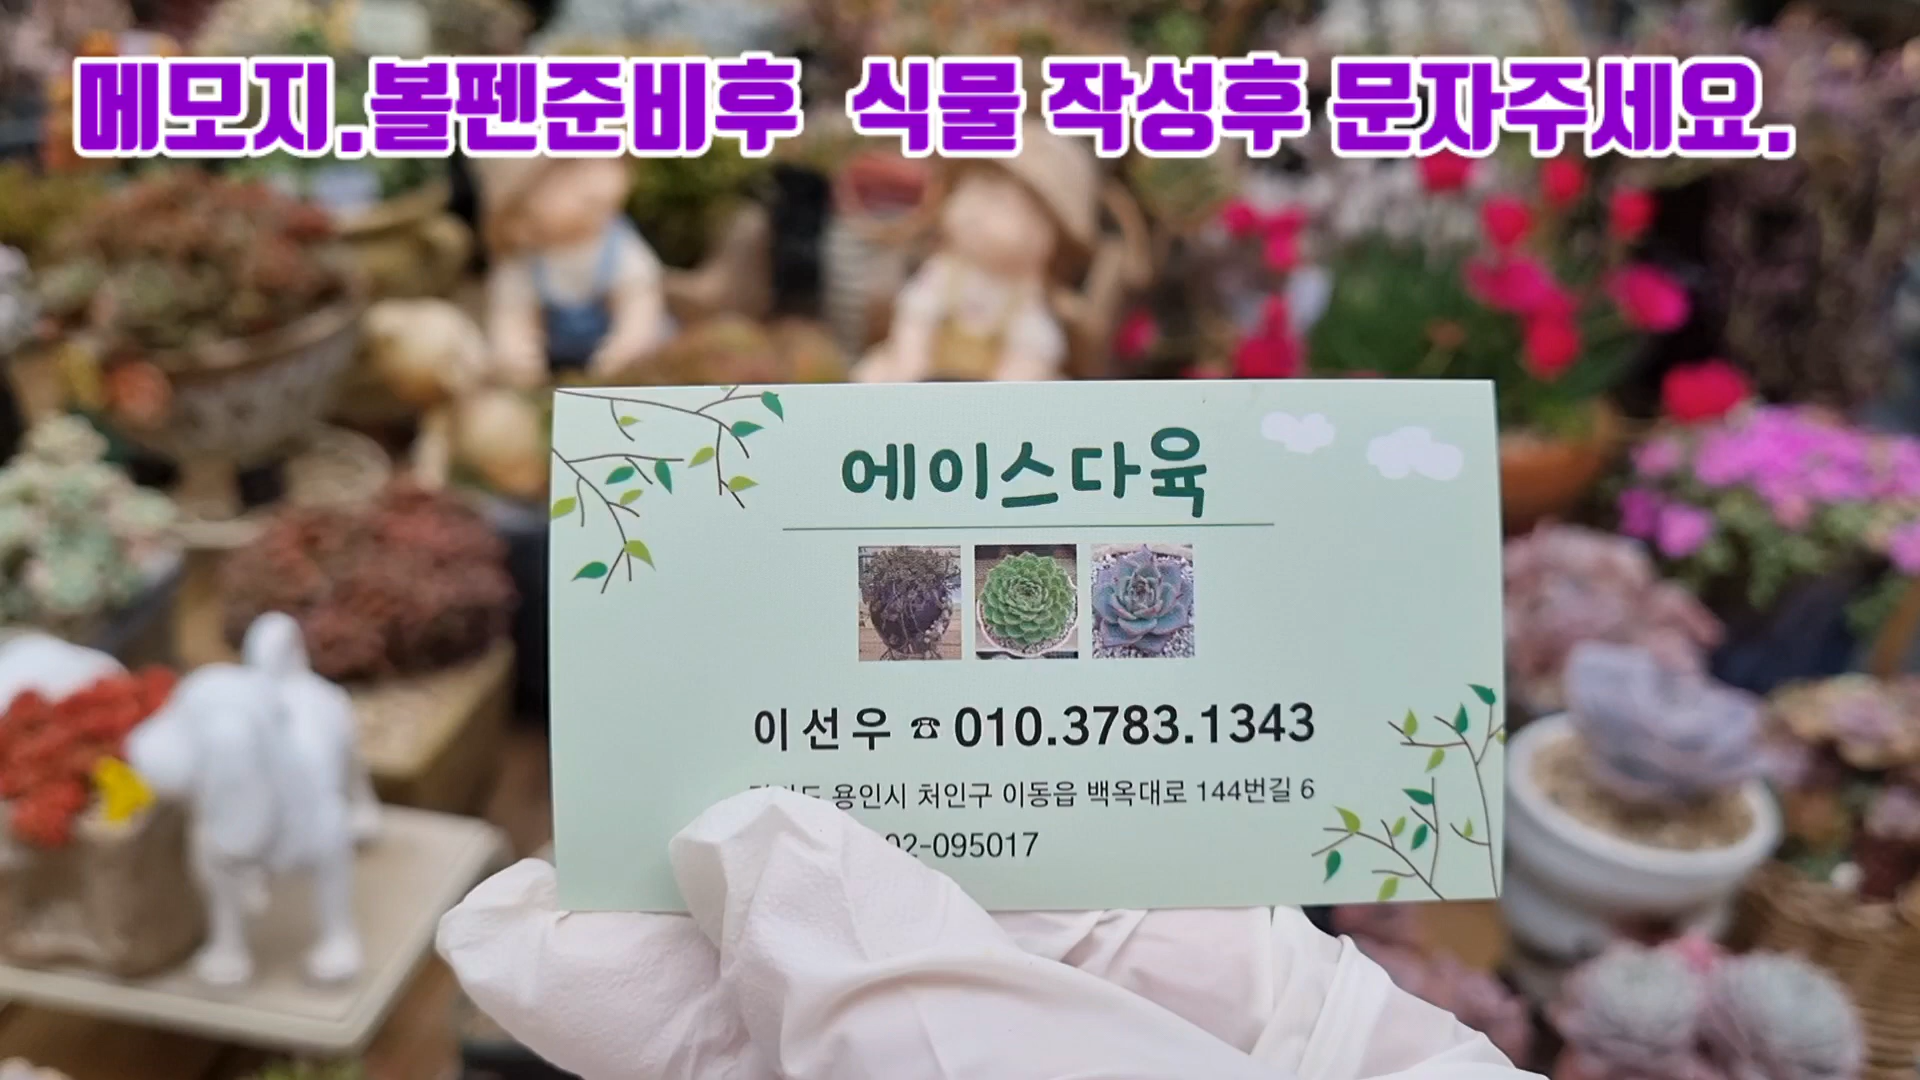 메모지.볼펜준비후 식물 작성후 문자주세요.
에이스다육
이선우 ☎ 010.3783.1343
용인시 처인구 이동읍 백옥대로 144번길 6
02-095017